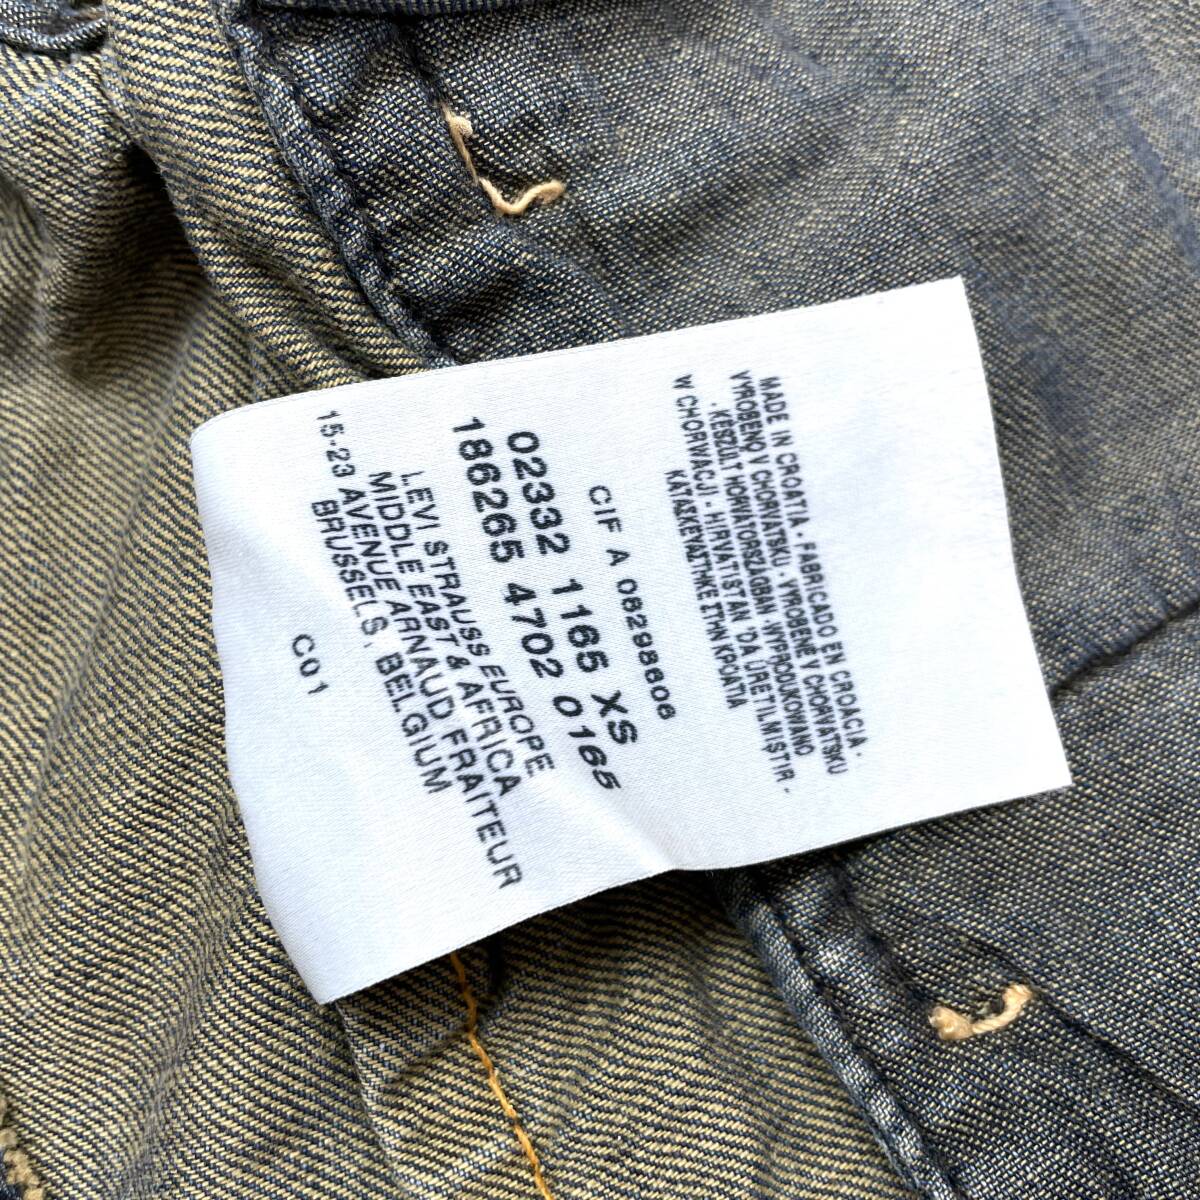 MADE IN CROATIA - FABRICADO EN CROACIA -
VYROBENO V CHORVATSKU - VYROBENÉ V CHORVATSKU
- KÉSZÜLT HORVÁTORSZÁGBAN - WYPRODUKOWANO
W CHORWACJI - HIRVATISTAN 'DA ÜRETILMIŞTIR -
ΚΑΤΑΣΚΕΥΑΣΤΗΚΕ ΣΤΗΝ ΚΡΟΑΤΙΑ
CIF A 08298608
02332 1165 XS
186265 4702 0165
LEVI STRAUSS EUROPE
MIDDLE EAST & AFRICA
15-23 AVENUE ARNAUD FRAITEUR
BRUSSELS, BELGIUM
C01